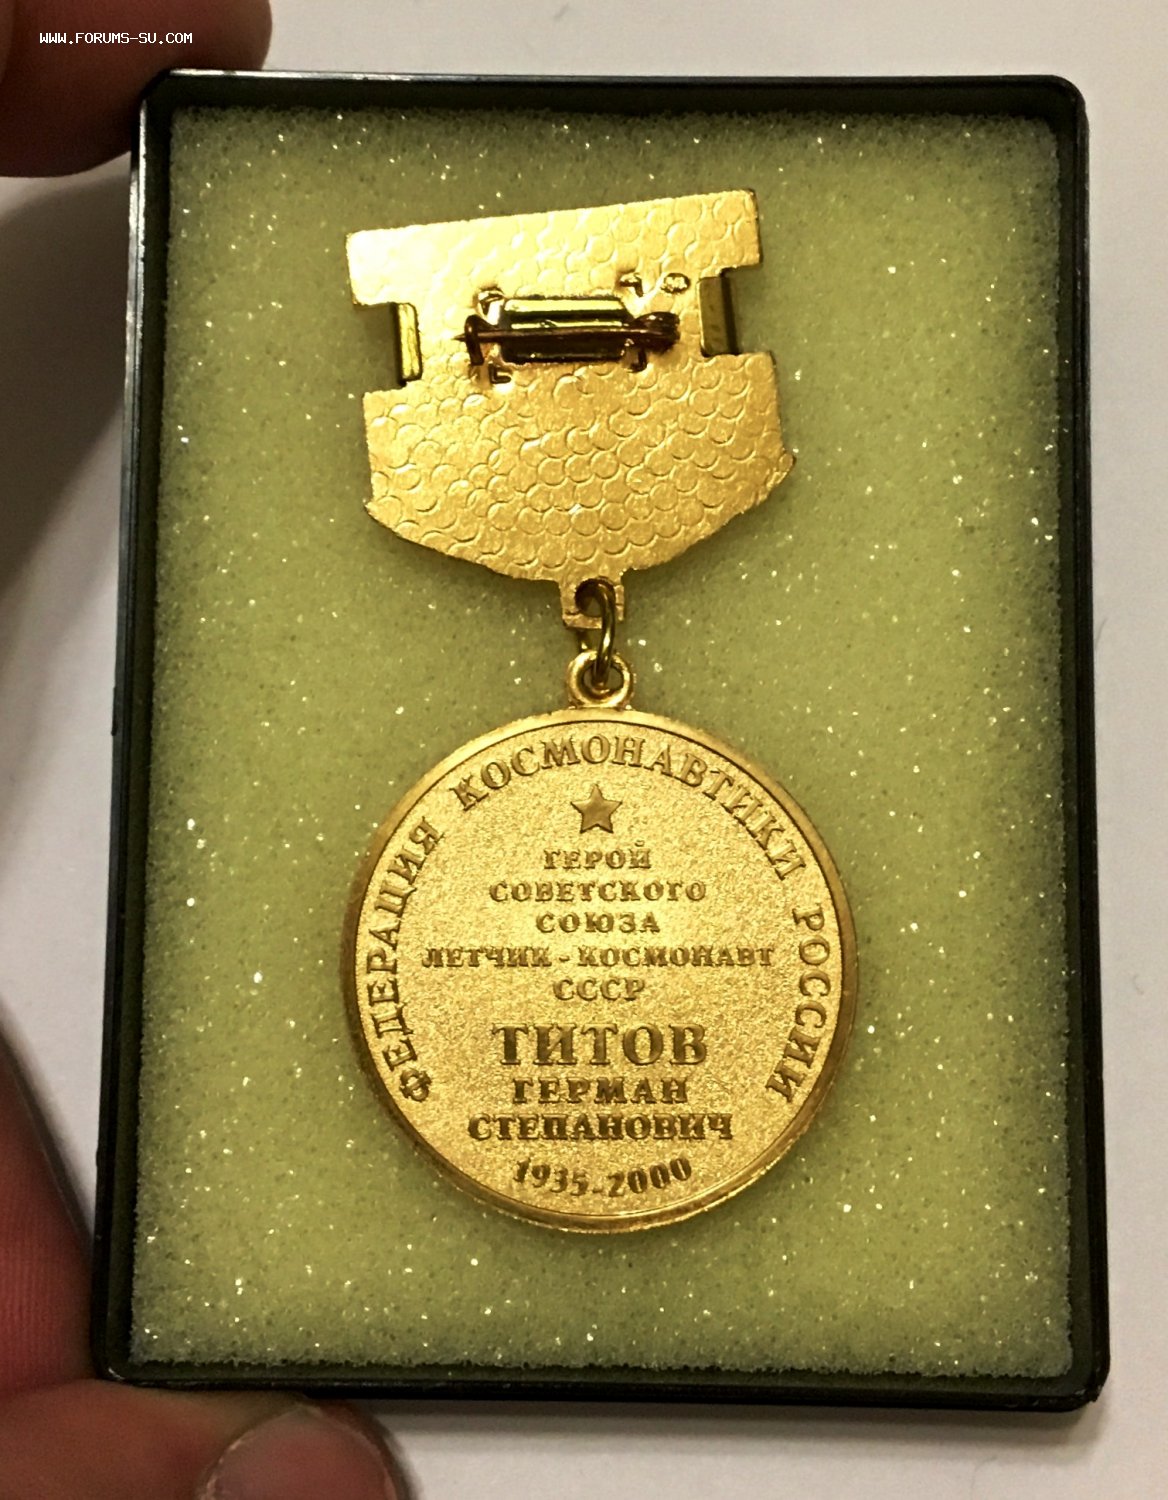 WWW.FORUMS-SU.COM
ФЕДЕРАЦИЯ КОСМОНАВТИКИ РОССИИ
ГЕРОЙ
СОВЕТСКОГО
СОЮЗА
ЛЕТЧИК - КОСМОНАВТ
СССР
ТИТОВ
ГЕРМАН
СТЕПАНОВИЧ
1935-2000